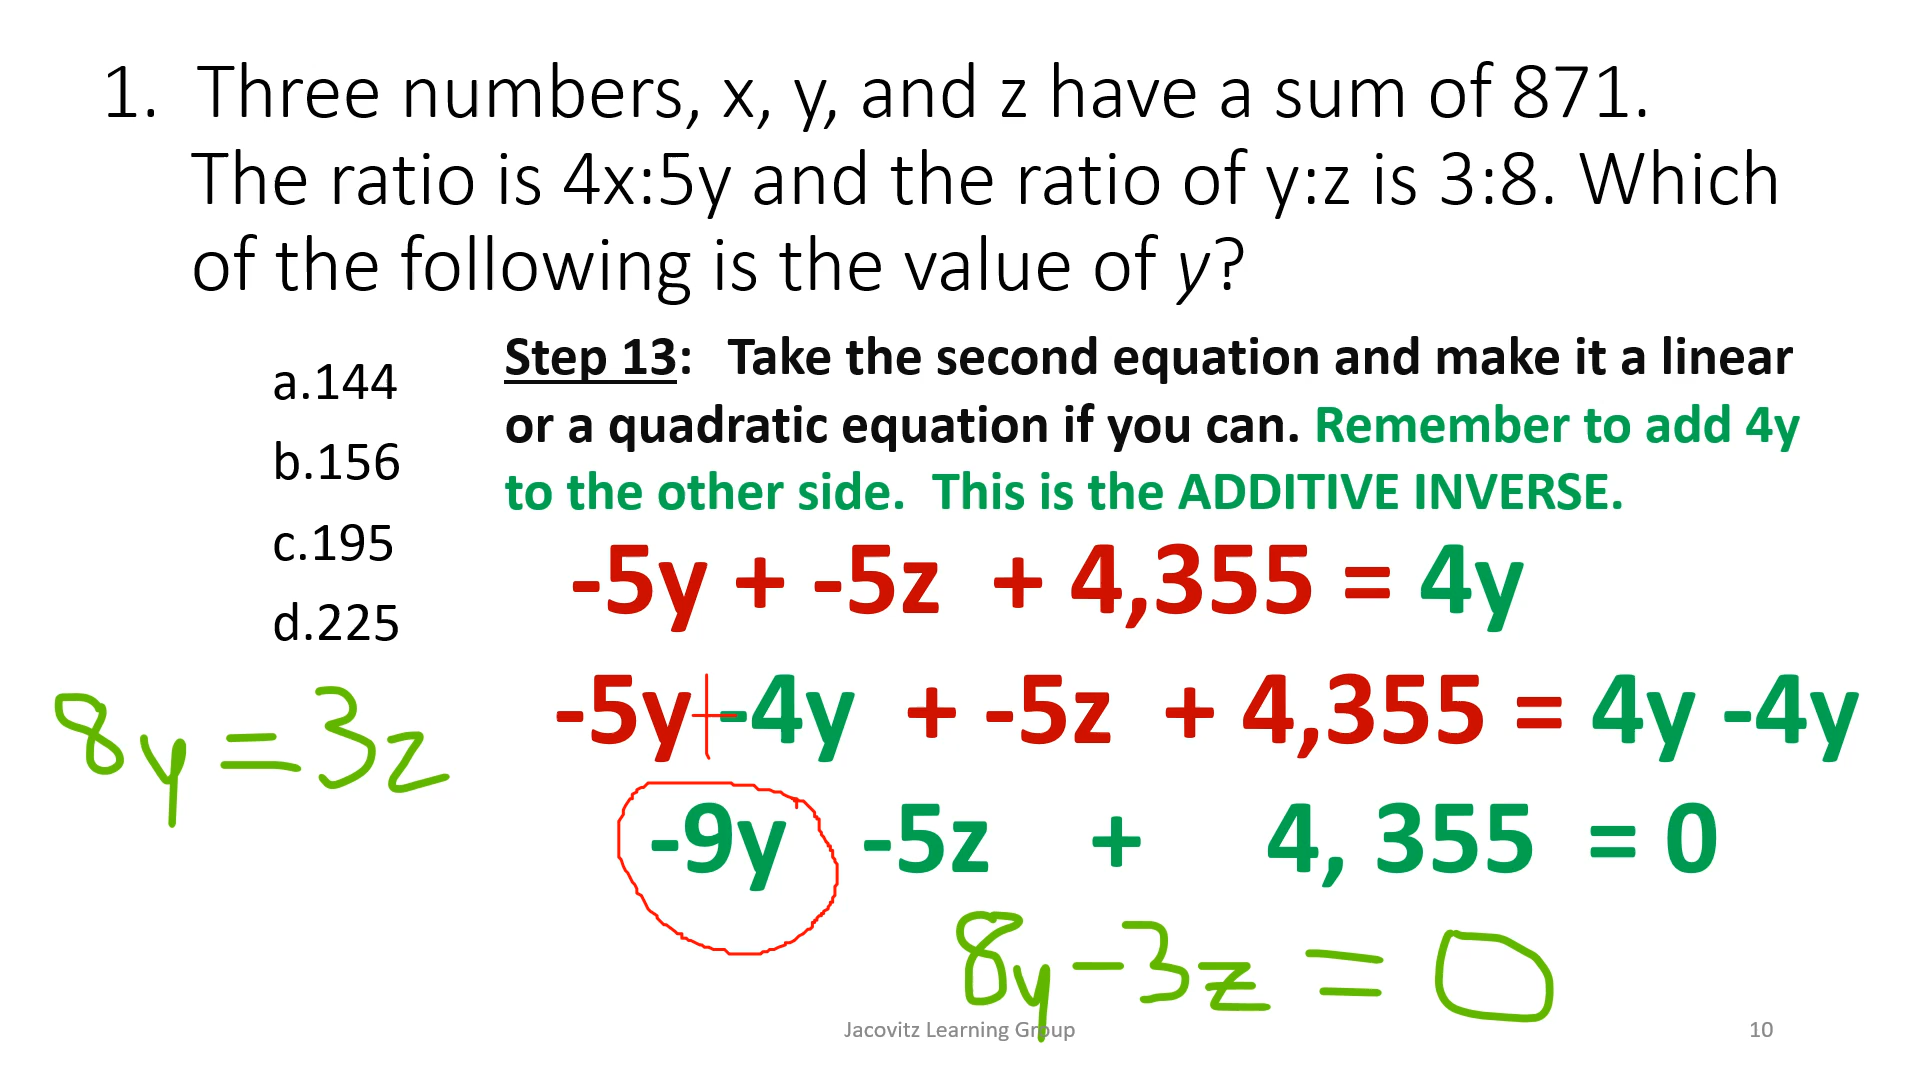 1. Three numbers, x, y, and z have a sum of 871.
The ratio is 4x:5y and the ratio of y:z is 3:8. Which
of the following is the value of y?
Step 13: Take the second equation and make it a linear
or a quadratic equation if you can. Remember to add 4y
to the other side. This is the ADDITIVE INVERSE.
a.144
b.156
c.195
d.225
-5y + -5z + 4,355 = 4y
-5y -4y + -5z + 4,355 = 4y -4y
8y = 3z
-9y -5z + 4, 355 = 0
8y - 3z = 0
Jacovitz Learning Group
10